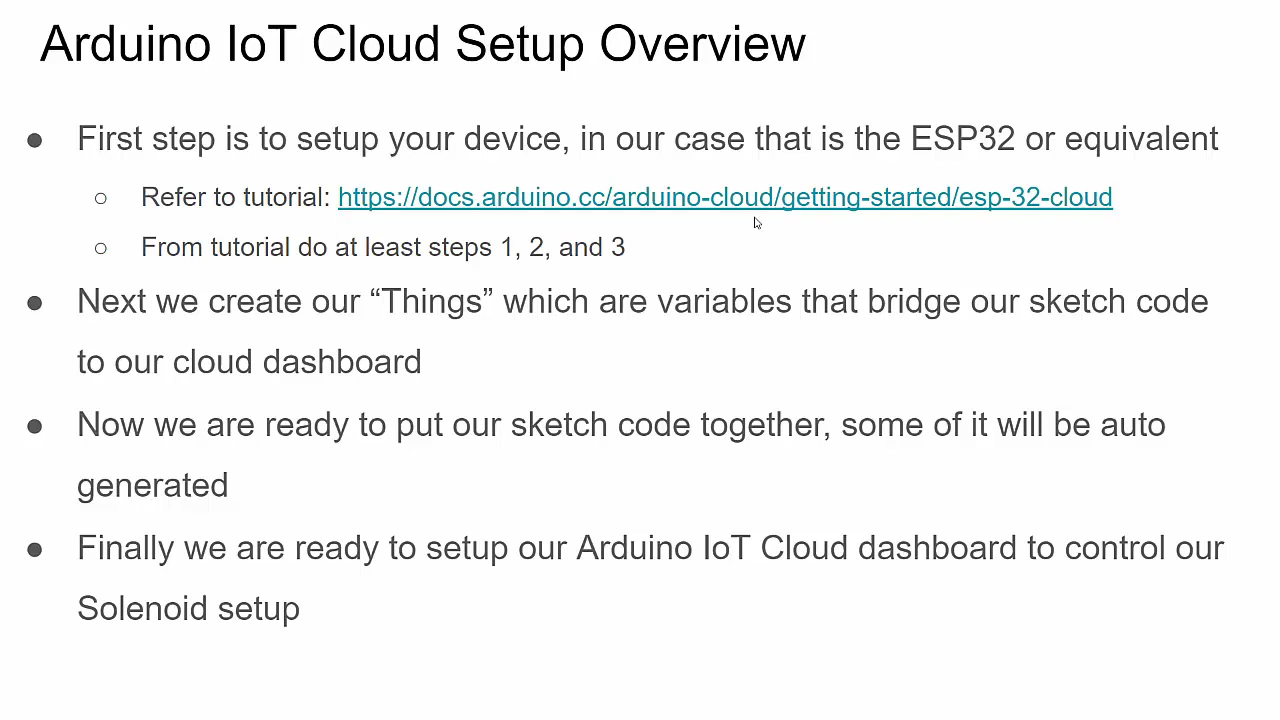 Arduino IoT Cloud Setup Overview
● First step is to setup your device, in our case that is the ESP32 or equivalent
○ Refer to tutorial: https://docs.arduino.cc/arduino-cloud/getting-started/esp-32-cloud
○ From tutorial do at least steps 1, 2, and 3
● Next we create our “Things” which are variables that bridge our sketch code
to our cloud dashboard
● Now we are ready to put our sketch code together, some of it will be auto
generated
● Finally we are ready to setup our Arduino IoT Cloud dashboard to control our
Solenoid setup